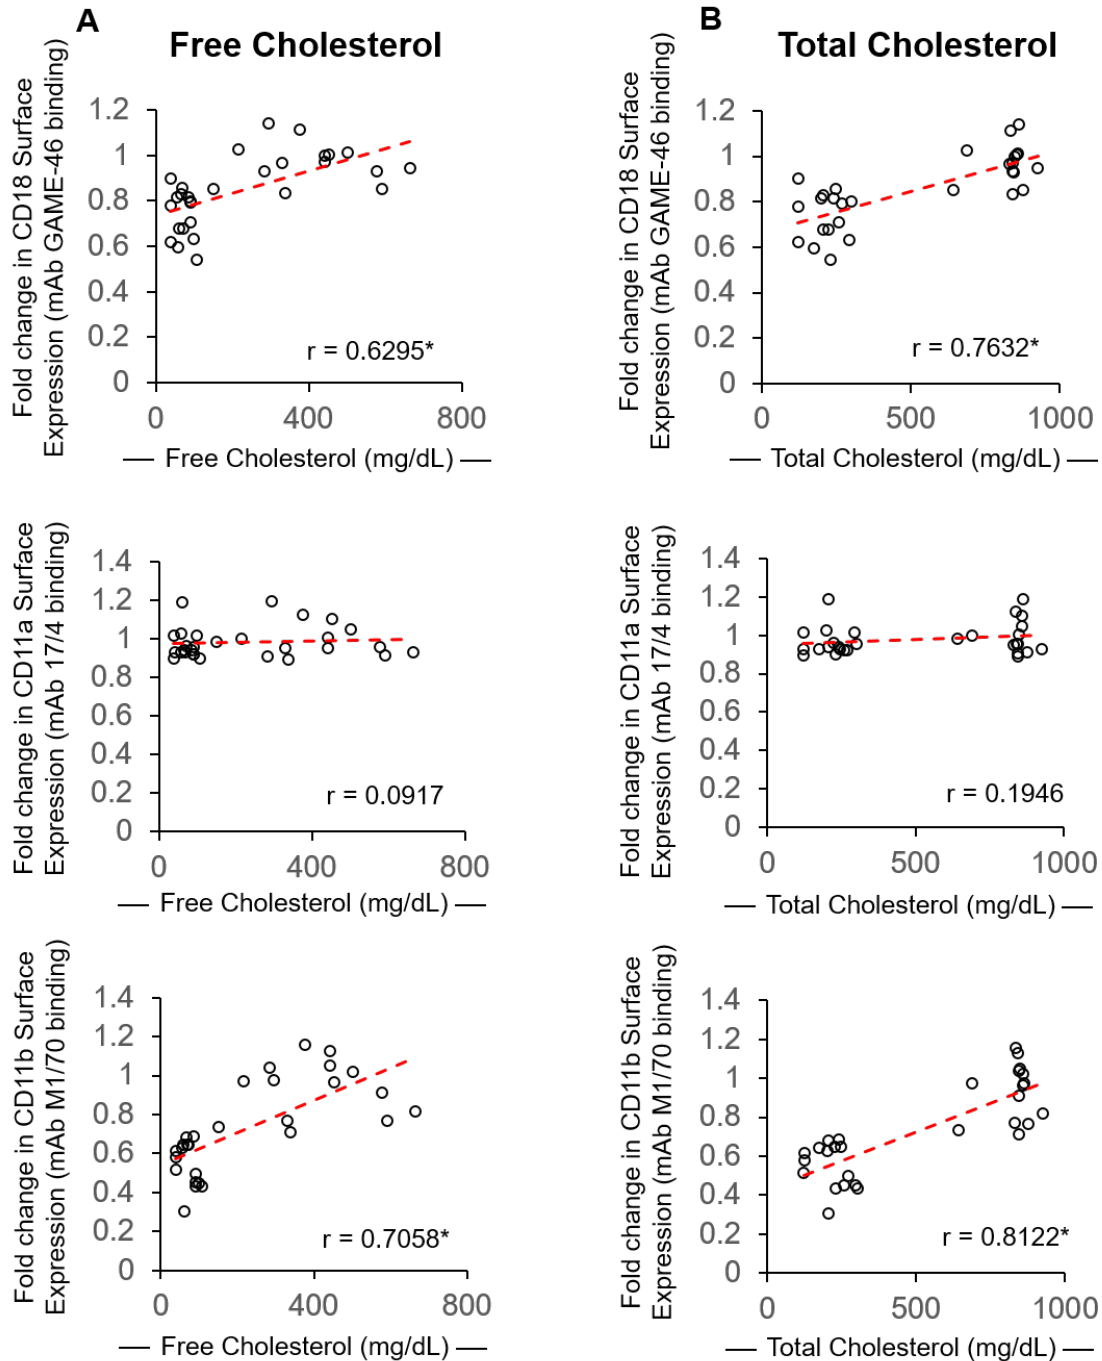 A
Free Cholesterol
Fold change in CD18 Surface
Expression (mAb GAME-46 binding)
1.2
1
0.8
0.6
0.4
0.2
0
0 400 800
r = 0.6295*
Free Cholesterol (mg/dL)
B
Total Cholesterol
Fold change in CD18 Surface
Expression (mAb GAME-46 binding)
1.2
1
0.8
0.6
0.4
0.2
0
0 500 1000
r = 0.7632*
Total Cholesterol (mg/dL)
Fold change in CD11a Surface
Expression (mAb 17/4 binding)
1.4
1.2
1
0.8
0.6
0.4
0.2
0
0 400 800
r = 0.0917
Free Cholesterol (mg/dL)
Fold change in CD11a Surface
Expression (mAb 17/4 binding)
1.4
1.2
1
0.8
0.6
0.4
0.2
0
0 500 1000
r = 0.1946
Total Cholesterol (mg/dL)
Fold change in CD11b Surface
Expression (mAb M1/70 binding)
1.4
1.2
1
0.8
0.6
0.4
0.2
0
0 400 800
r = 0.7058*
Free Cholesterol (mg/dL)
Fold change in CD11b Surface
Expression (mAb M1/70 binding)
1.4
1.2
1
0.8
0.6
0.4
0.2
0
0 500 1000
r = 0.8122*
Total Cholesterol (mg/dL)